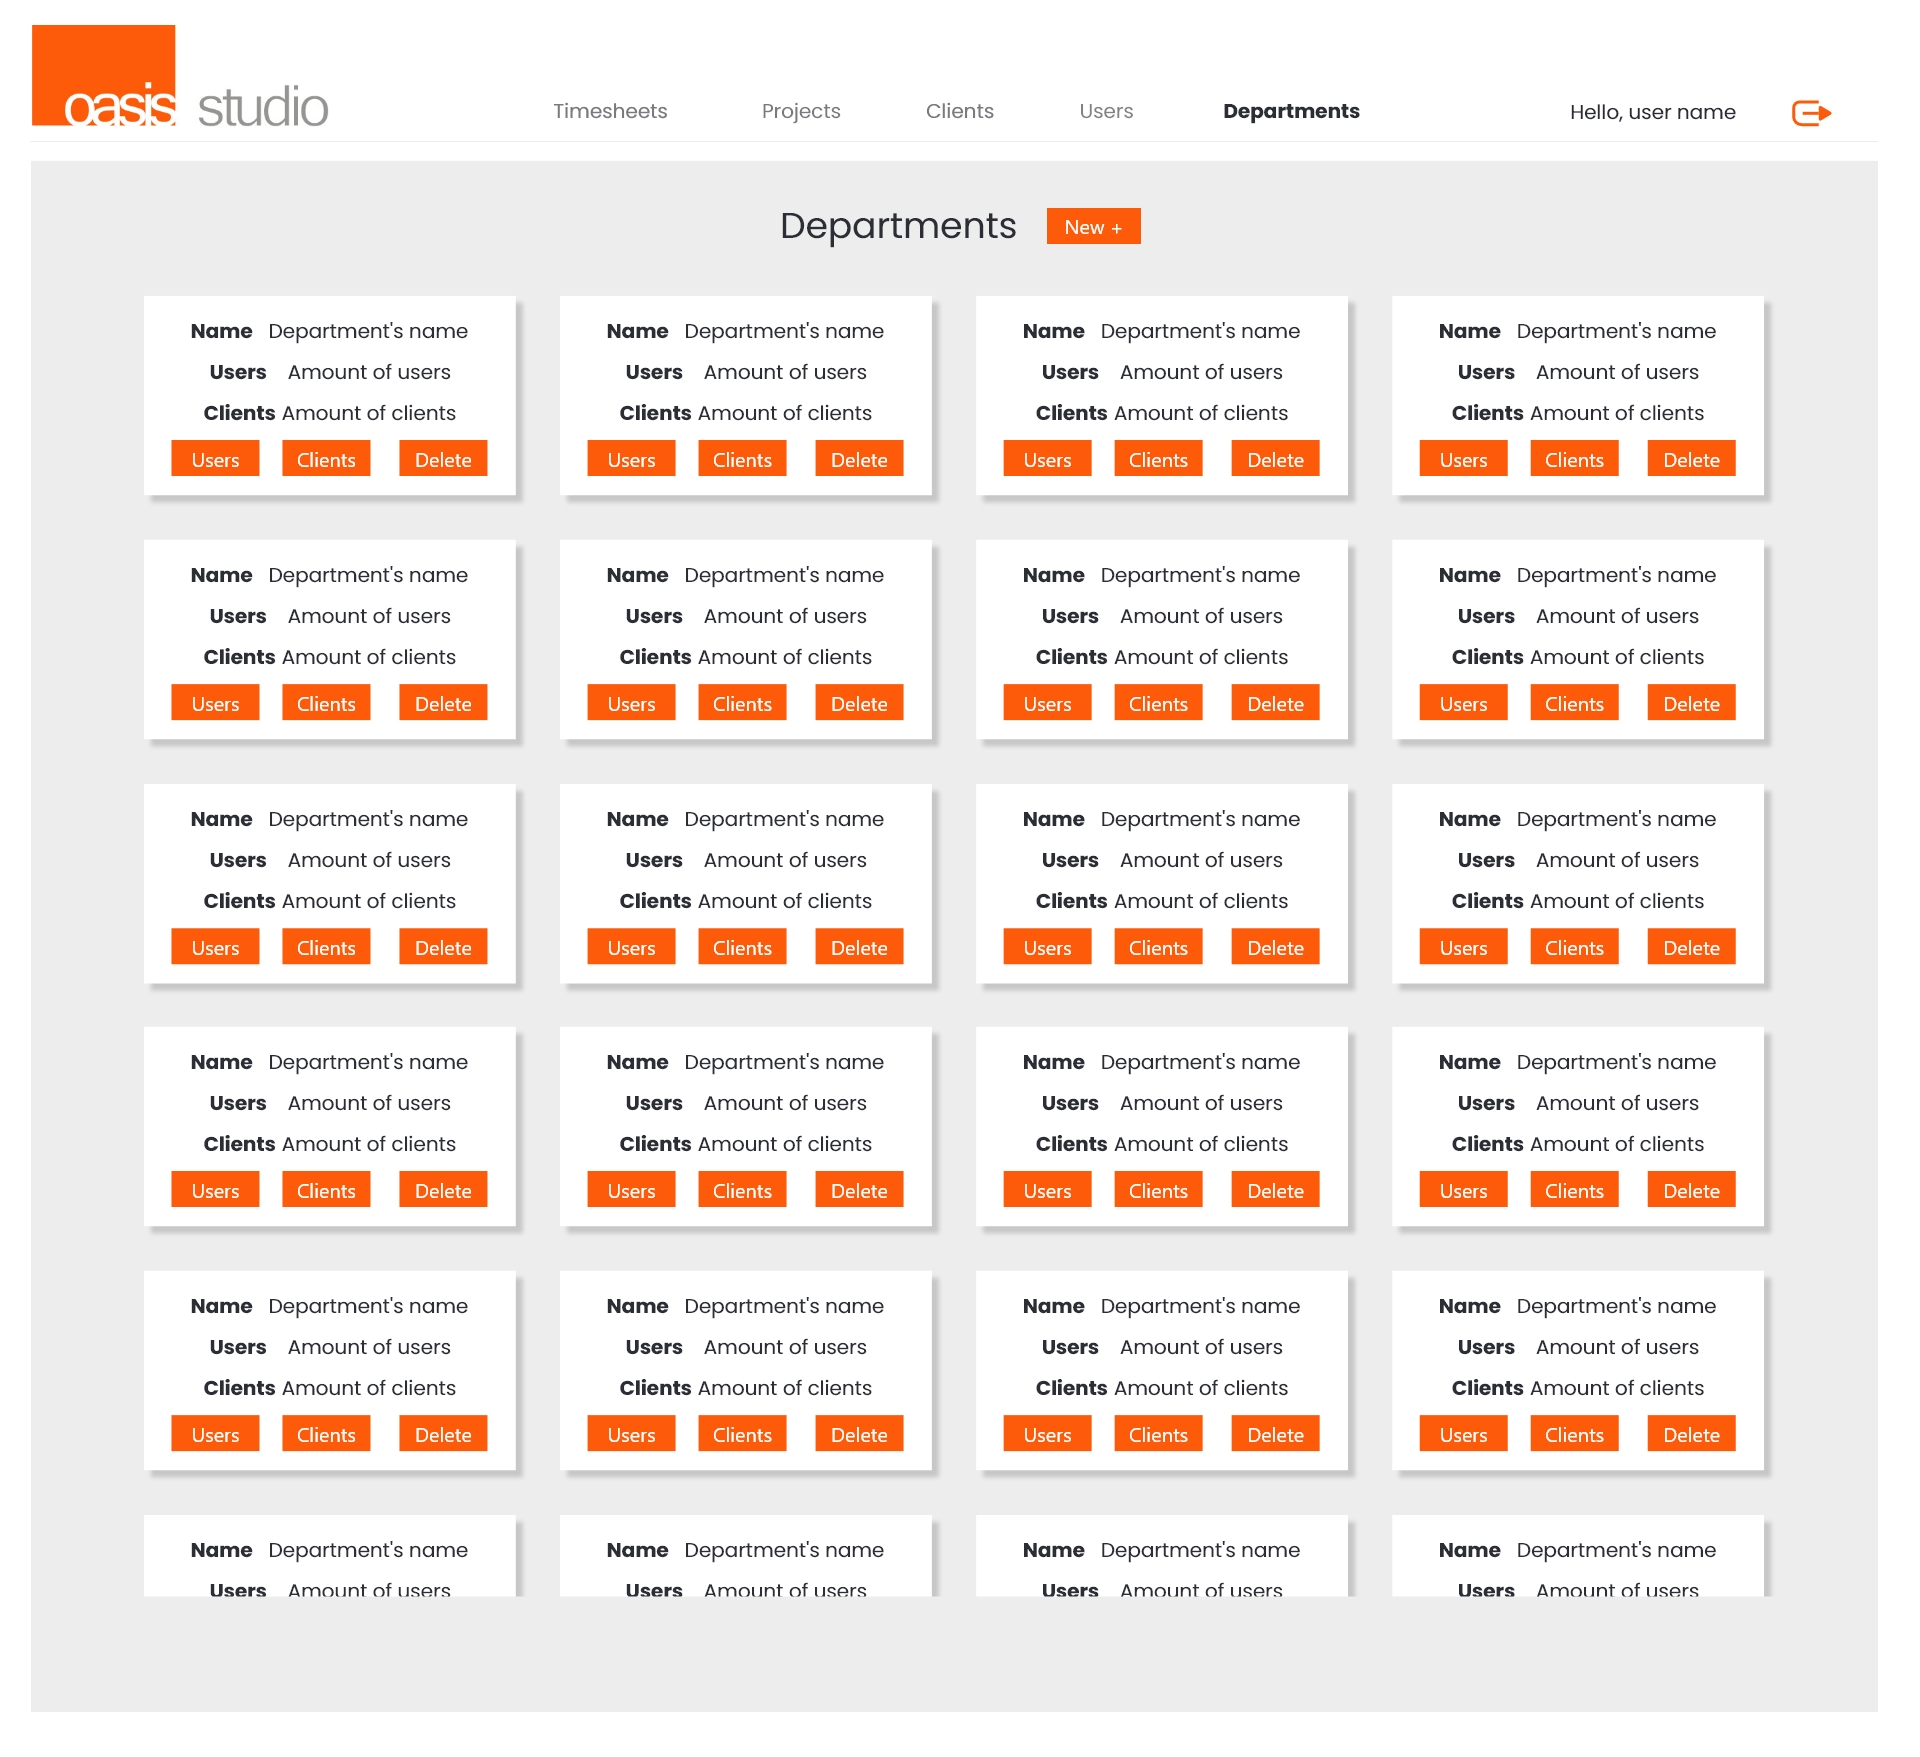 oasis studio
Timesheets Projects Clients Users Departments Hello, user name
Departments New +
Name Department's name Name Department's name Name Department's name Name Department's name
Users Amount of users Users Amount of users Users Amount of users Users Amount of users
Clients Amount of clients Clients Amount of clients Clients Amount of clients Clients Amount of clients
Users Clients Delete Users Clients Delete Users Clients Delete Users Clients Delete
Name Department's name Name Department's name Name Department's name Name Department's name
Users Amount of users Users Amount of users Users Amount of users Users Amount of users
Clients Amount of clients Clients Amount of clients Clients Amount of clients Clients Amount of clients
Users Clients Delete Users Clients Delete Users Clients Delete Users Clients Delete
Name Department's name Name Department's name Name Department's name Name Department's name
Users Amount of users Users Amount of users Users Amount of users Users Amount of users
Clients Amount of clients Clients Amount of clients Clients Amount of clients Clients Amount of clients
Users Clients Delete Users Clients Delete Users Clients Delete Users Clients Delete
Name Department's name Name Department's name Name Department's name Name Department's name
Users Amount of users Users Amount of users Users Amount of users Users Amount of users
Clients Amount of clients Clients Amount of clients Clients Amount of clients Clients Amount of clients
Users Clients Delete Users Clients Delete Users Clients Delete Users Clients Delete
Name Department's name Name Department's name Name Department's name Name Department's name
Users Amount of users Users Amount of users Users Amount of users Users Amount of users
Clients Amount of clients Clients Amount of clients Clients Amount of clients Clients Amount of clients
Users Clients Delete Users Clients Delete Users Clients Delete Users Clients Delete
Name Department's name Name Department's name Name Department's name Name Department's name
Users Amount of users Users Amount of users Users Amount of users Users Amount of users